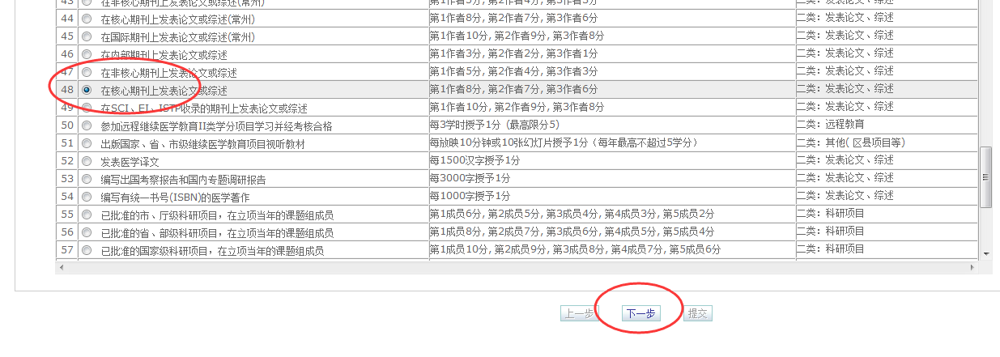 43 在非核心期刊上发表论文或综述(常州) 第1作者5分, 第2作者4分, 第3作者3分 二类: 发表论文、综述
44 在核心期刊上发表论文或综述(常州) 第1作者8分, 第2作者7分, 第3作者6分 二类: 发表论文、综述
45 在国际期刊上发表论文或综述(常州) 第1作者10分, 第2作者9分, 第3作者8分 二类: 发表论文、综述
46 在内部期刊上发表论文或综述 第1作者3分, 第2作者2分, 第3作者1分 二类: 发表论文、综述
47 在非核心期刊上发表论文或综述 第1作者5分, 第2作者4分, 第3作者3分 二类: 发表论文、综述
48 在核心期刊上发表论文或综述 第1作者8分, 第2作者7分, 第3作者6分 二类: 发表论文、综述
49 在SCI、EI、ISTP收录的期刊上发表论文或综述 第1作者10分, 第2作者9分, 第3作者8分 二类: 发表论文、综述
50 参加远程继续医学教育II类学分项目学习并经考核合格 每3学时授予1分 (最高限分5) 二类: 远程教育
51 出版国家、省、市级继续医学教育项目视听教材 每放映10分钟或10张幻灯片授予1分（每年最高不超过5学分） 二类: 其他( 区县项目等)
52 发表医学译文 每1500汉字授予1分 二类: 发表论文、综述
53 编写出国考察报告和国内专题调研报告 每3000字授予1分 二类: 发表论文、综述
54 编写有统一书号(ISBN)的医学著作 每1000字授予1分 二类: 发表论文、综述
55 已批准的市、厅级科研项目, 在立项当年的课题组成员 第1成员6分, 第2成员5分, 第3成员4分, 第4成员3分, 第5成员2分 二类: 科研项目
56 已批准的省、部级科研项目, 在立项当年的课题组成员 第1成员8分, 第2成员7分, 第3成员6分, 第4成员5分, 第5成员4分 二类: 科研项目
57 已批准的国家级科研项目, 在立项当年的课题组成员 第1成员10分, 第2成员9分, 第3成员8分, 第4成员7分, 第5成员6分 二类: 科研项目
上一步 下一步 提交